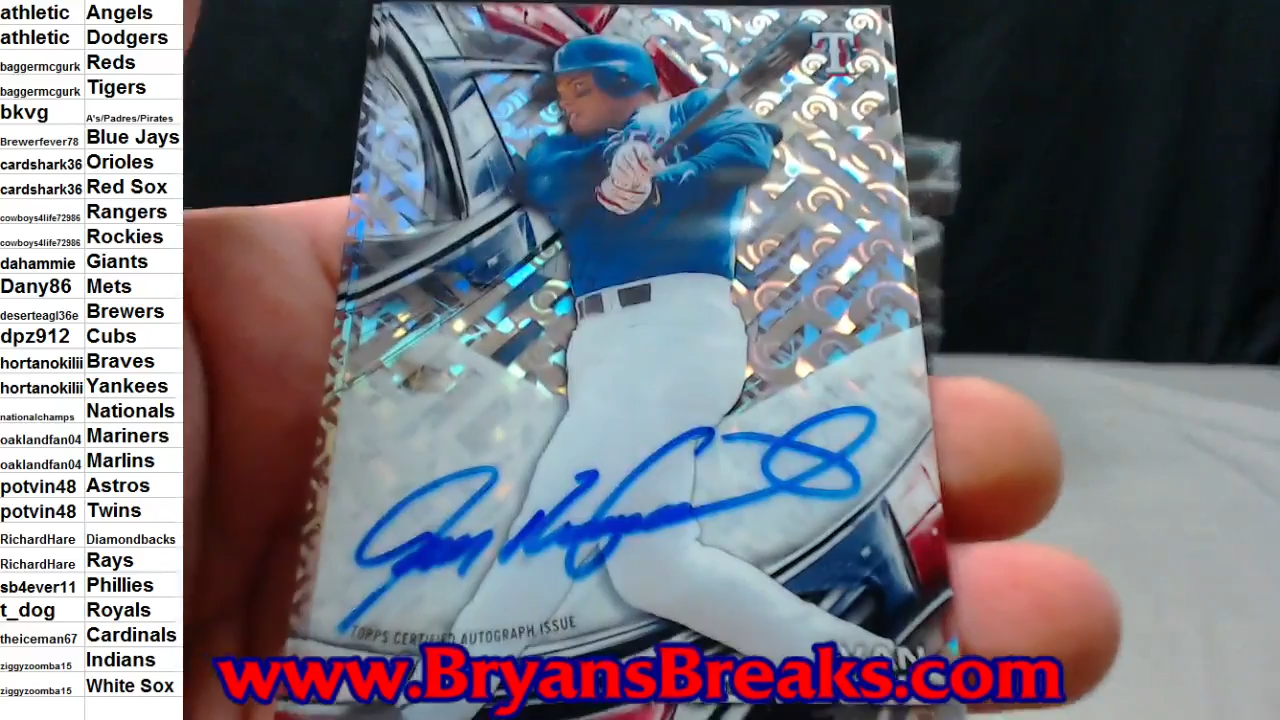 athletic Angels
athletic Dodgers
baggermcgurk Reds
baggermcgurk Tigers
bkvg A's/Padres/Pirates
Brewerfever78 Blue Jays
cardshark36 Orioles
cardshark36 Red Sox
cowboys4life72986 Rangers
cowboys4life72986 Rockies
dahammie Giants
Dany86 Mets
deserteagl36e Brewers
dpz912 Cubs
hortanokilii Braves
hortanokilii Yankees
nationalchamps Nationals
oaklandfan04 Mariners
oaklandfan04 Marlins
potvin48 Astros
potvin48 Twins
RichardHare Diamondbacks
RichardHare Rays
sb4ever11 Phillies
t_dog Royals
theiceman67 Cardinals
ziggyzoomba15 Indians
ziggyzoomba15 White Sox
T
TOPPS CERTIFIED AUTOGRAPH ISSUE
www.BryansBreaks.com